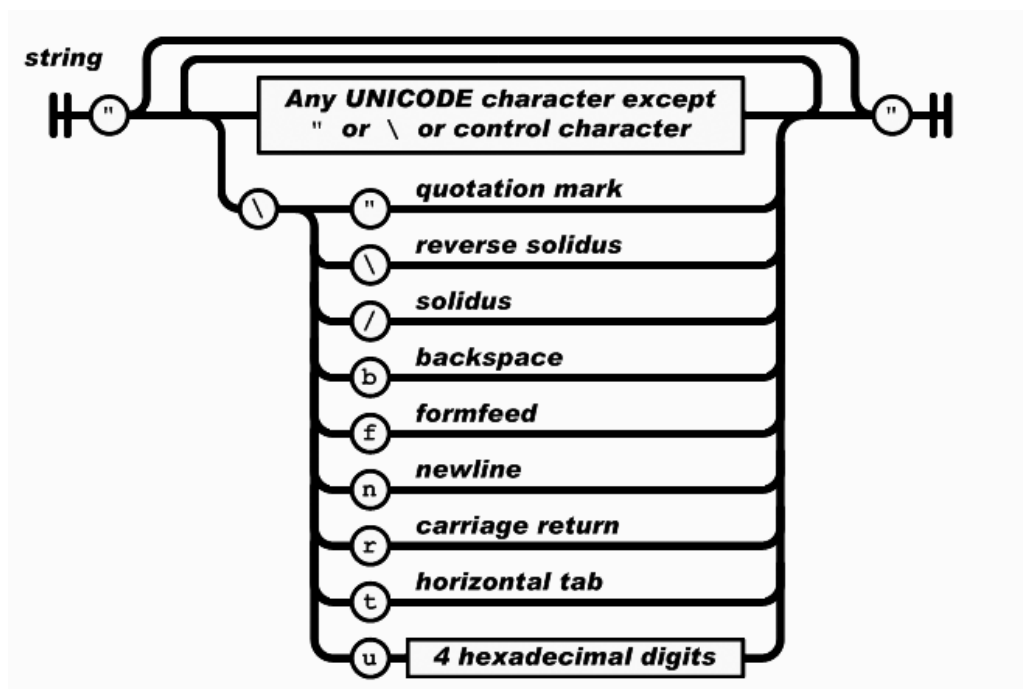 string
"
Any UNICODE character except
" or \ or control character
"
\
" quotation mark
\ reverse solidus
/ solidus
b backspace
f formfeed
n newline
r carriage return
t horizontal tab
u 4 hexadecimal digits